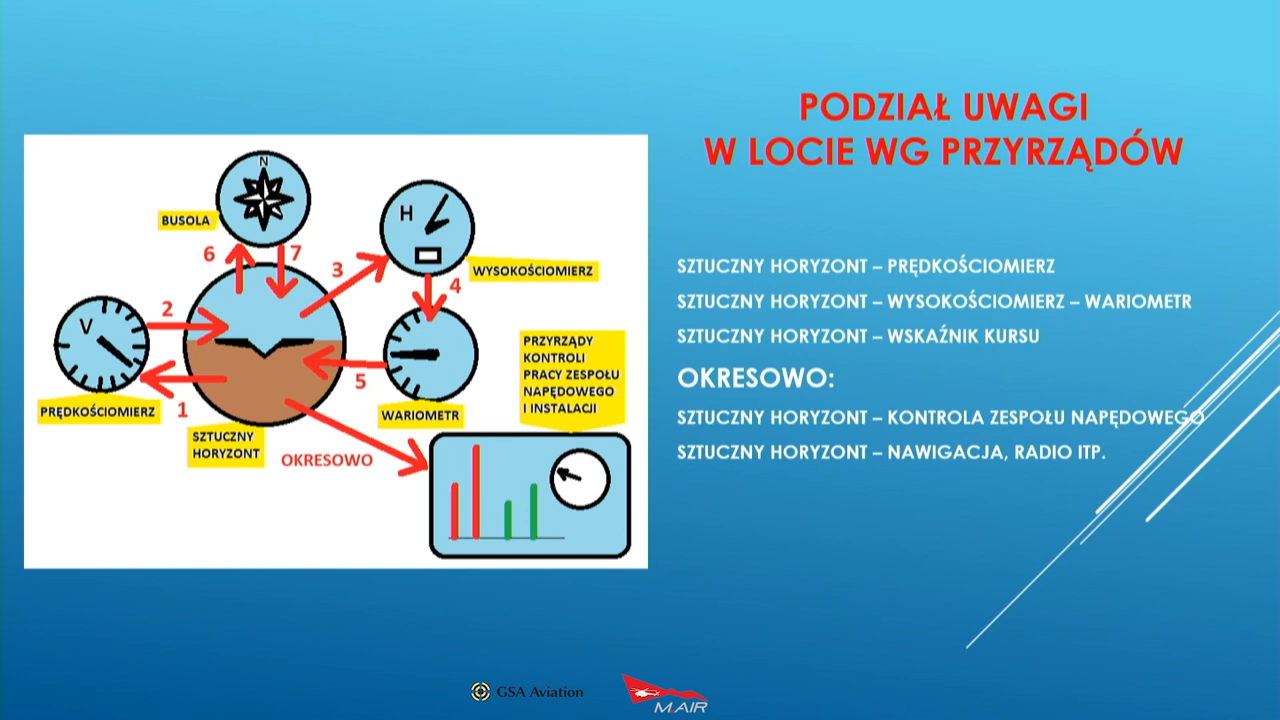 PODZIAŁ UWAGI
W LOCIE WG PRZYRZĄDÓW
N
BUSOLA
6
7
H
3
WYSOKOŚCIOMIERZ
4
2
V
PRZYRZĄDY
KONTROLI
PRACY ZESPOŁU
NAPĘDOWEGO
I INSTALACJI
5
1
PRĘDKOŚCIOMIERZ
WARIOMETR
SZTUCZNY
HORYZONT
OKRESOWO
SZTUCZNY HORYZONT – PRĘDKOŚCIOMIERZ
SZTUCZNY HORYZONT – WYSOKOŚCIOMIERZ – WARIOMETR
SZTUCZNY HORYZONT – WSKAŹNIK KURSU
OKRESOWO:
SZTUCZNY HORYZONT – KONTROLA ZESPOŁU NAPĘDOWEGO
SZTUCZNY HORYZONT – NAWIGACJA, RADIO ITP.
GSA Aviation
M.AIR